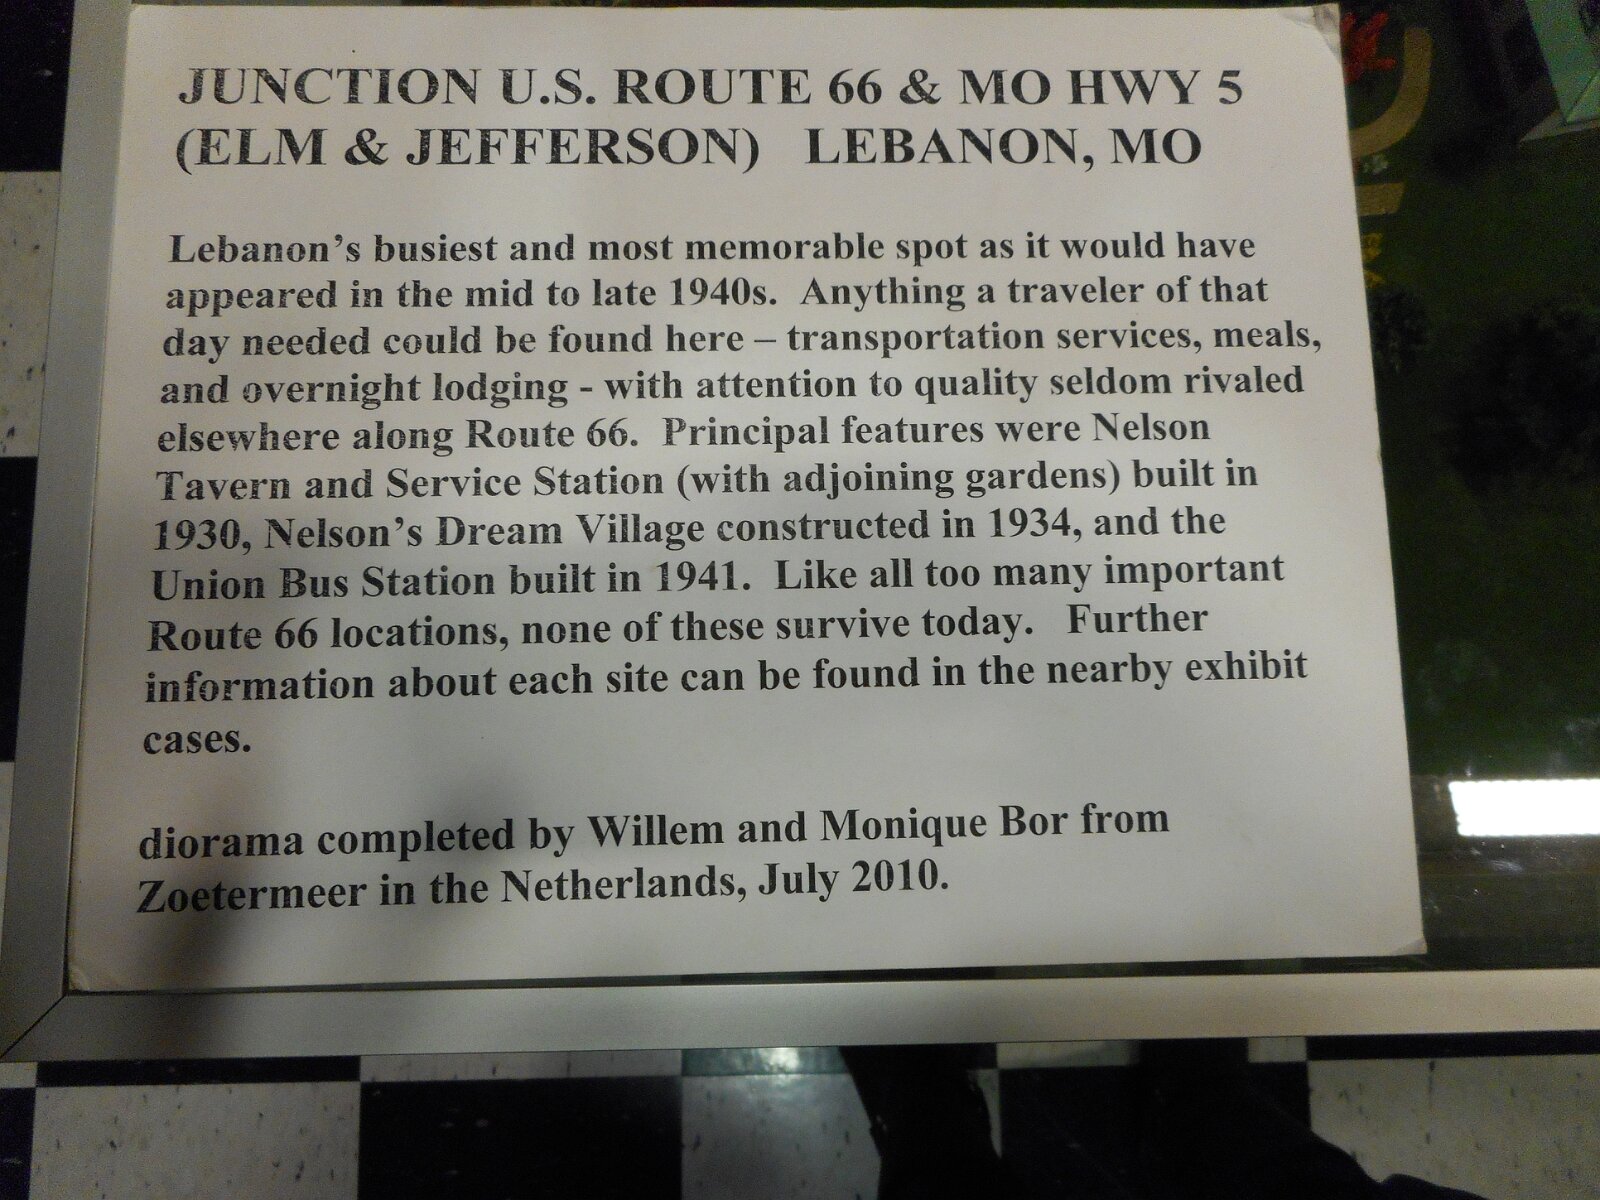 JUNCTION U.S. ROUTE 66 & MO HWY 5
(ELM & JEFFERSON) LEBANON, MO
Lebanon's busiest and most memorable spot as it would have
appeared in the mid to late 1940s. Anything a traveler of that
day needed could be found here – transportation services, meals,
and overnight lodging - with attention to quality seldom rivaled
elsewhere along Route 66. Principal features were Nelson
Tavern and Service Station (with adjoining gardens) built in
1930, Nelson's Dream Village constructed in 1934, and the
Union Bus Station built in 1941. Like all too many important
Route 66 locations, none of these survive today. Further
information about each site can be found in the nearby exhibit
cases.
diorama completed by Willem and Monique Bor from
Zoetermeer in the Netherlands, July 2010.